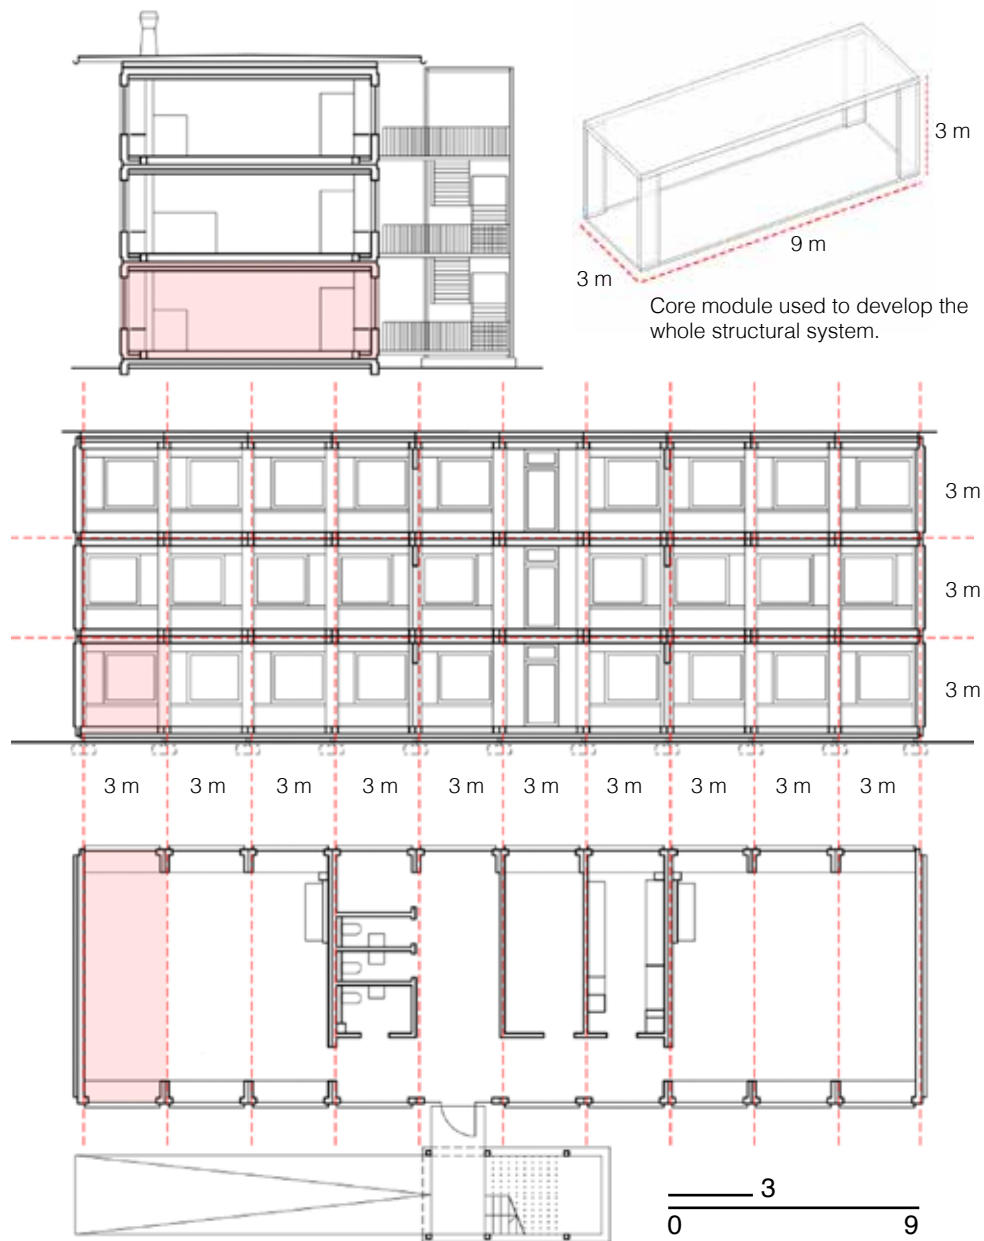 3 m
9 m
3 m
Core module used to develop the
whole structural system.
3 m
3 m
3 m
3 m 3 m 3 m 3 m 3 m 3 m 3 m 3 m 3 m 3 m
3
0 9